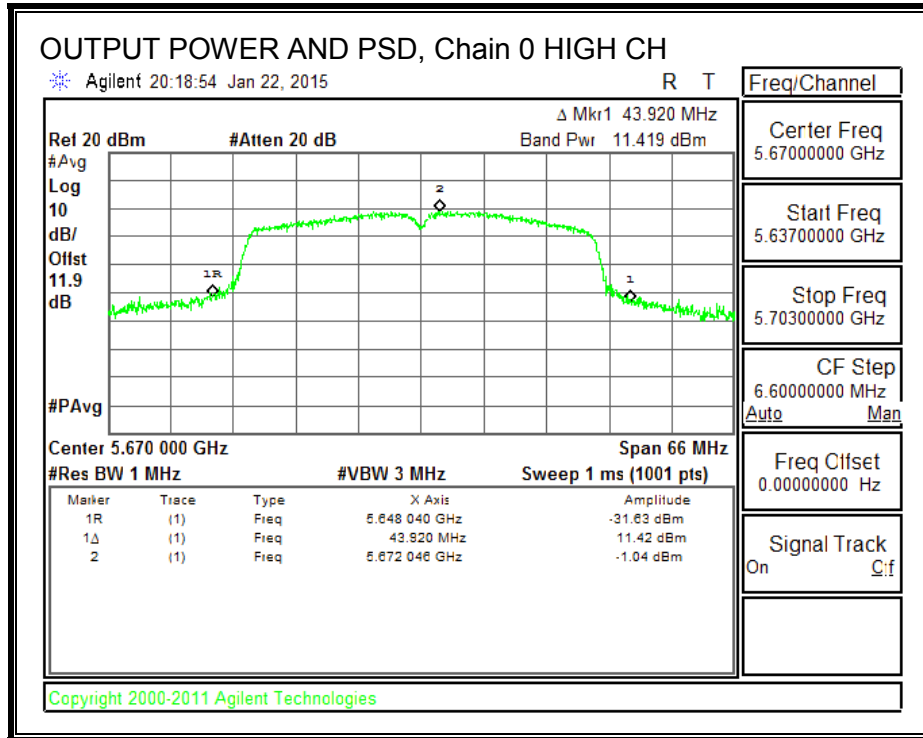 OUTPUT POWER AND PSD, Chain 0 HIGH CH
Agilent 20:18:54 Jan 22, 2015 R T
Freq/Channel
Δ Mkr1 43.920 MHz
Ref 20 dBm #Atten 20 dB Band Pwr 11.419 dBm
#Avg
Log
10
dB/
Offst
11.9
dB
2
1R
1
#PAvg
Center 5.670 000 GHz Span 66 MHz
#Res BW 1 MHz #VBW 3 MHz Sweep 1 ms (1001 pts)
Marker Trace Type X Axis Amplitude
1R (1) Freq 5.648 040 GHz -31.63 dBm
1Δ (1) Freq 43.920 MHz 11.42 dBm
2 (1) Freq 5.672 046 GHz -1.04 dBm
Center Freq
5.67000000 GHz
Start Freq
5.63700000 GHz
Stop Freq
5.70300000 GHz
CF Step
6.60000000 MHz
Auto Man
Freq Offset
0.00000000 Hz
Signal Track
On Off
Copyright 2000-2011 Agilent Technologies